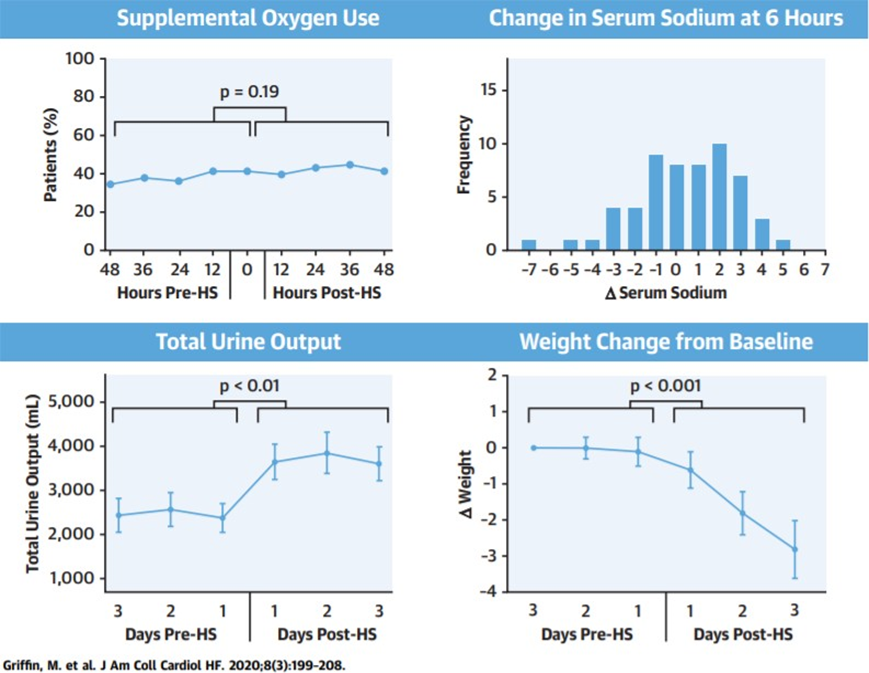 Supplemental Oxygen Use
100
80
60
40
20
0
Patients (%)
p = 0.19
48 36 24 12 0 12 24 36 48
Hours Pre-HS Hours Post-HS
Change in Serum Sodium at 6 Hours
15
10
5
0
Frequency
-7 -6 -5 -4 -3 -2 -1 0 1 2 3 4 5 6 7
Δ Serum Sodium
Total Urine Output
5,000
4,000
3,000
2,000
1,000
Total Urine Output (mL)
p < 0.01
3 2 1 1 2 3
Days Pre-HS Days Post-HS
Weight Change from Baseline
2
1
0
-1
-2
-3
-4
Δ Weight
p < 0.001
3 2 1 1 2 3
Days Pre-HS Days Post-HS
Griffin, M. et al. J Am Coll Cardiol HF. 2020;8(3):199–208.